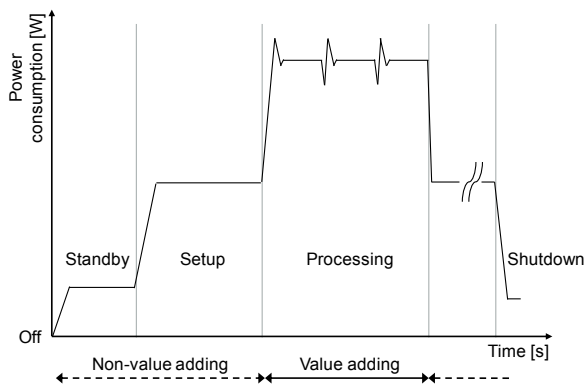 Power
consumption [W]
Standby
Setup
Processing
Shutdown
Off
Time [s]
Non-value adding
Value adding